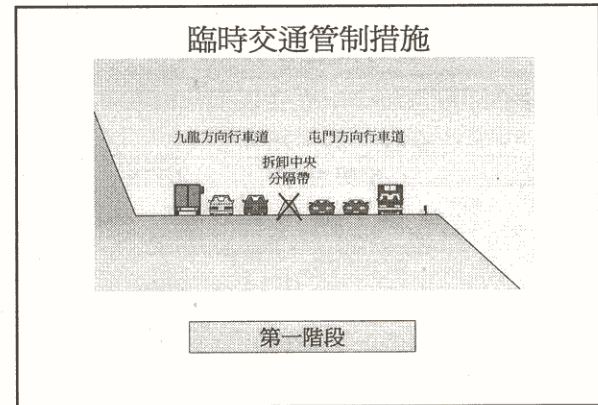 臨時交通管制措施
九龍方向行車道
屯門方向行車道
拆卸中央
分隔帶
第一階段